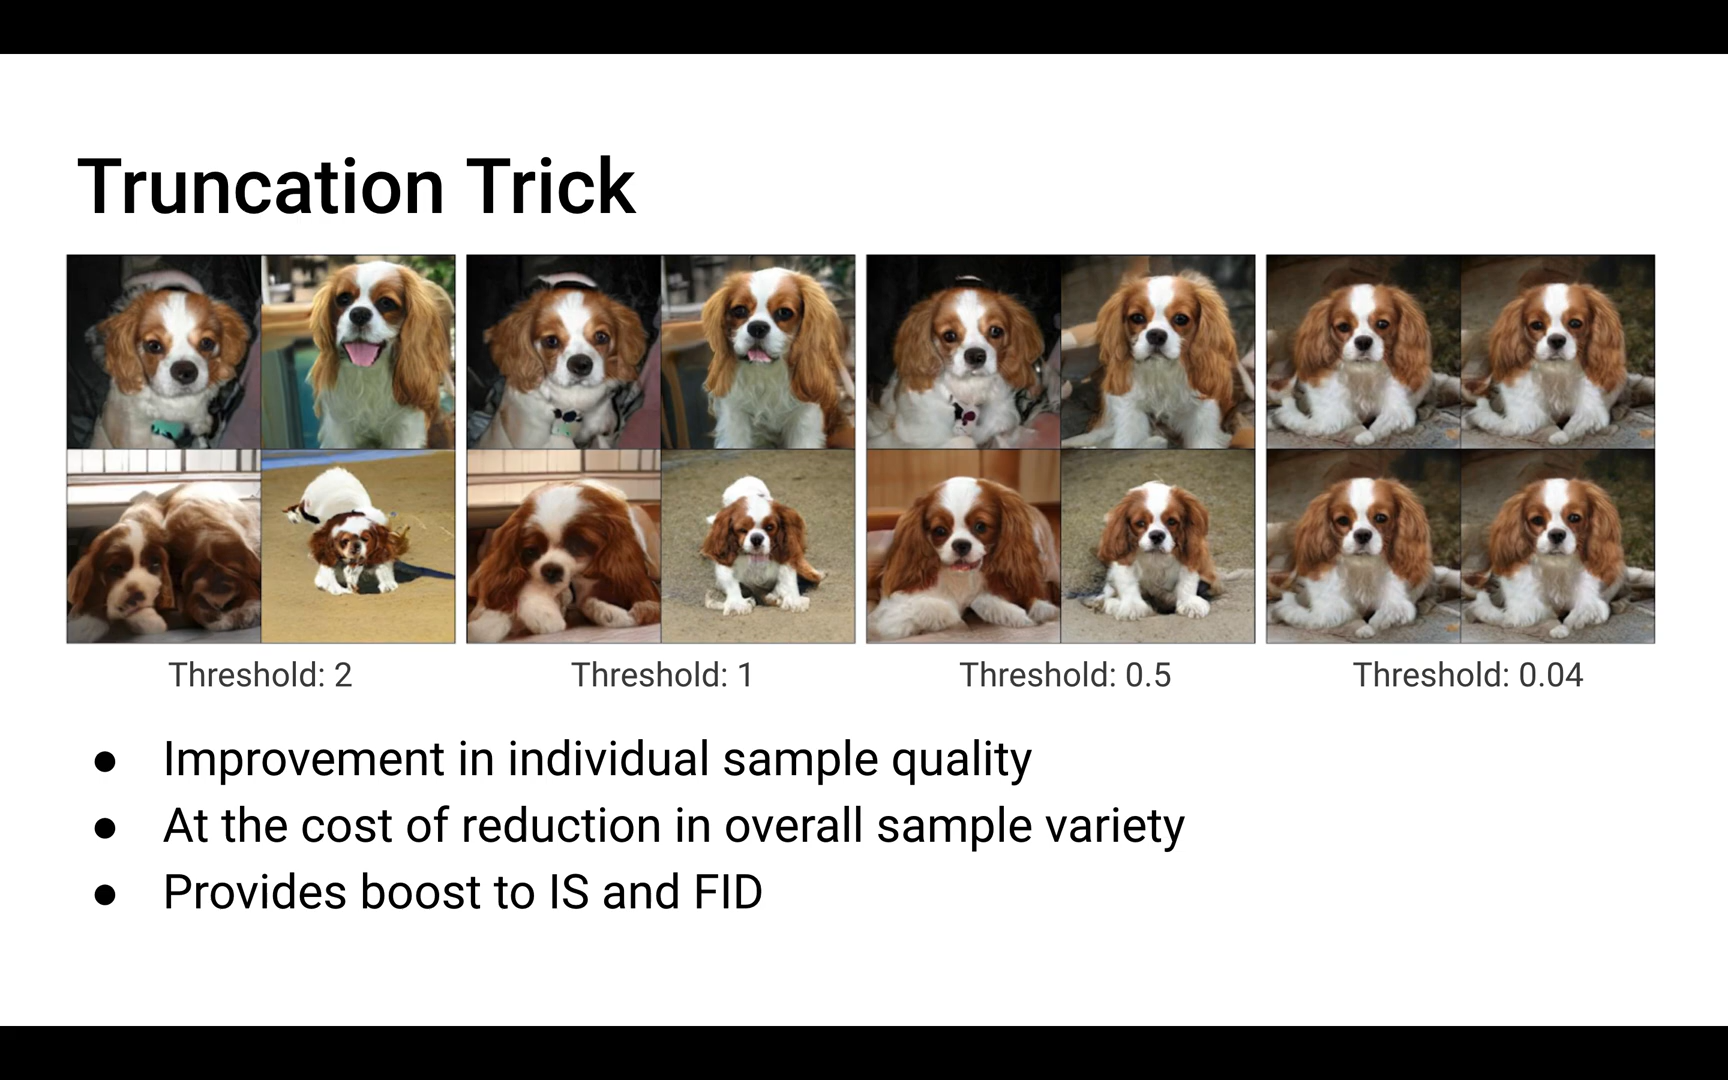 Truncation Trick
Threshold: 2
Threshold: 1
Threshold: 0.5
Threshold: 0.04
● Improvement in individual sample quality
● At the cost of reduction in overall sample variety
● Provides boost to IS and FID